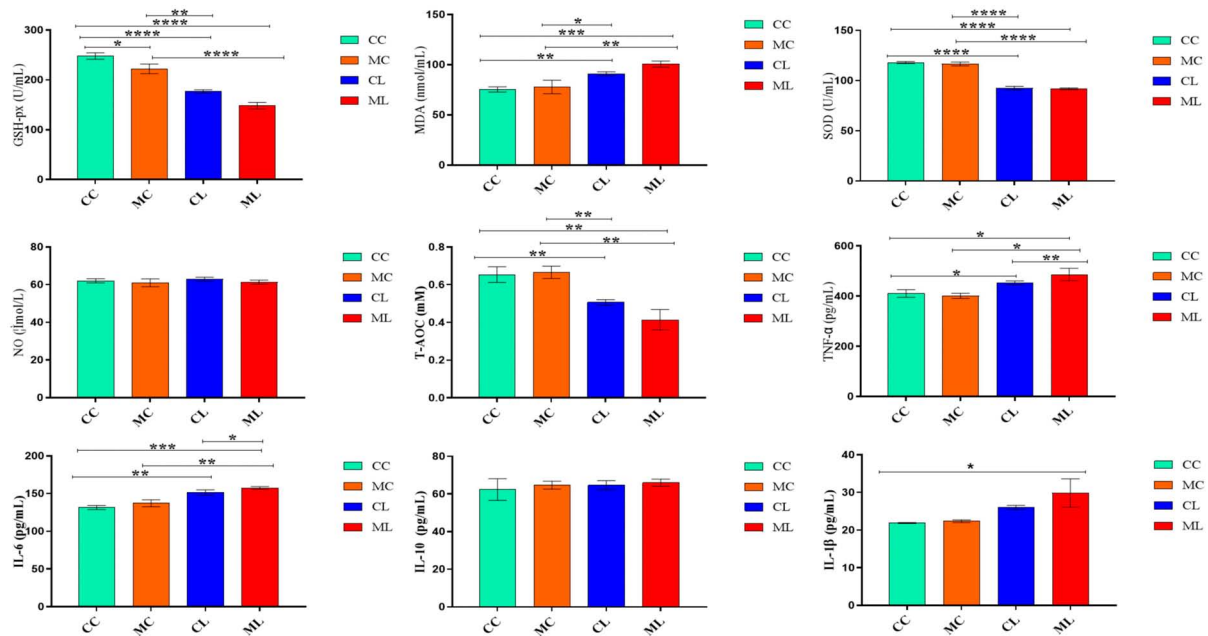 **
****
****
*
****
300
200
100
0
GSH-px (U/mL)
CC
MC
CL
ML
CC
MC
CL
ML
*
***
**
**
150
100
50
0
MDA (nmol/mL)
CC
MC
CL
ML
CC
MC
CL
ML
****
****
****
****
150
100
50
0
SOD (U/mL)
CC
MC
CL
ML
CC
MC
CL
ML
80
60
40
20
0
NO (¦Ìmol/L)
CC
MC
CL
ML
CC
MC
CL
ML
**
**
**
**
0.8
0.6
0.4
0.2
0.0
T-AOC (mM)
CC
MC
CL
ML
CC
MC
CL
ML
*
*
**
*
600
400
200
0
TNF-α (pg/mL)
CC
MC
CL
ML
CC
MC
CL
ML
*
***
**
**
200
150
100
50
0
IL-6 (pg/mL)
CC
MC
CL
ML
CC
MC
CL
ML
80
60
40
20
0
IL-10 (pg/mL)
CC
MC
CL
ML
CC
MC
CL
ML
*
40
30
20
10
0
IL-1β (pg/mL)
CC
MC
CL
ML
CC
MC
CL
ML